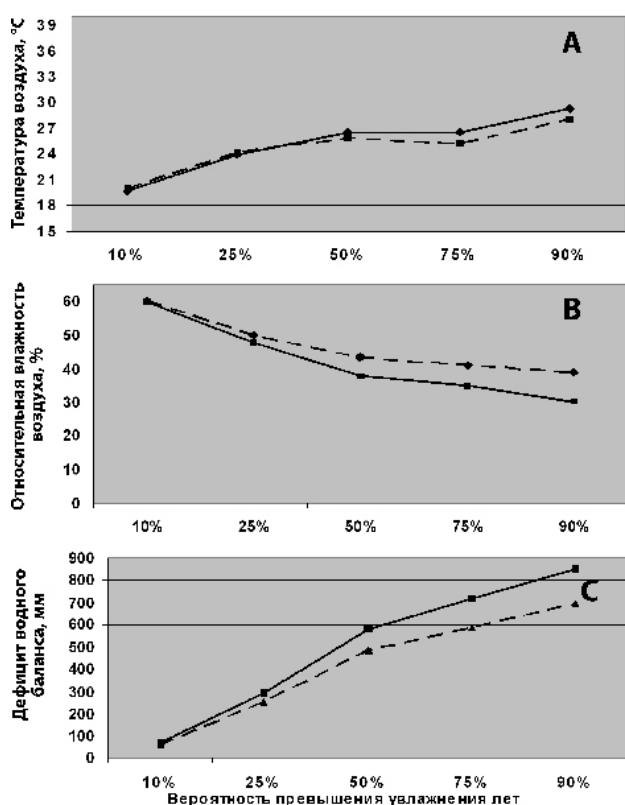 Температура воздуха, °С
39
36
33
30
27
24
21
18
15
A
10% 25% 50% 75% 90%
Относительная влажность
воздуха, %
60
50
40
30
20
10
0
B
10% 25% 50% 75% 90%
Дефицит водного
баланса, мм
900
800
700
600
500
400
300
200
100
0
C
10% 25% 50% 75% 90%
Вероятность превышения увлажнения лет